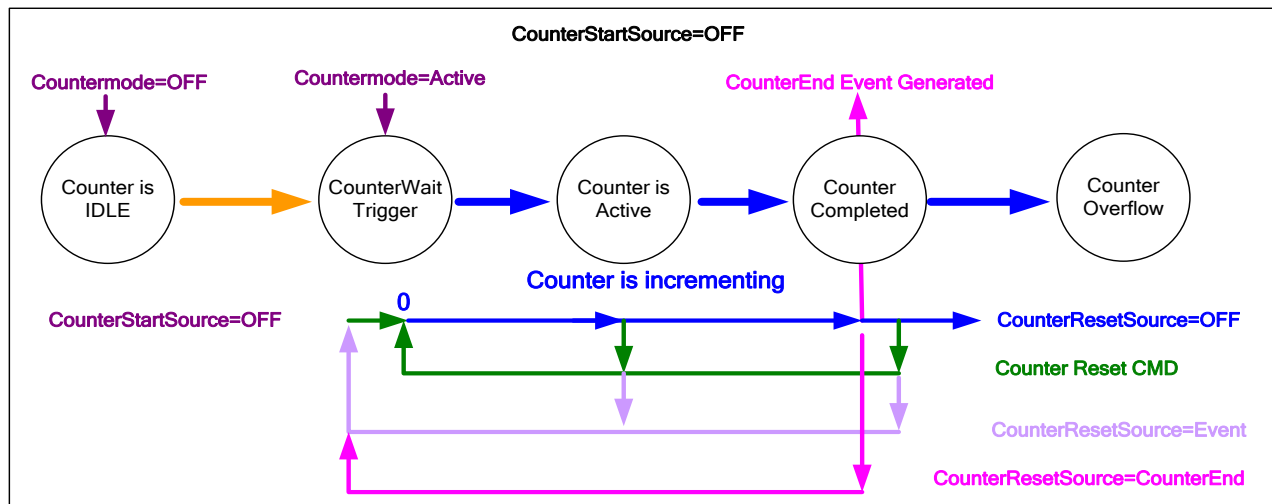 CounterStartSource=OFF
Countermode=OFF
Countermode=Active
CounterEnd Event Generated
Counter is
IDLE
CounterWait
Trigger
Counter is
Active
Counter
Completed
Counter
Overflow
Counter is incrementing
0
CounterStartSource=OFF
CounterResetSource=OFF
Counter Reset CMD
CounterResetSource=Event
CounterResetSource=CounterEnd